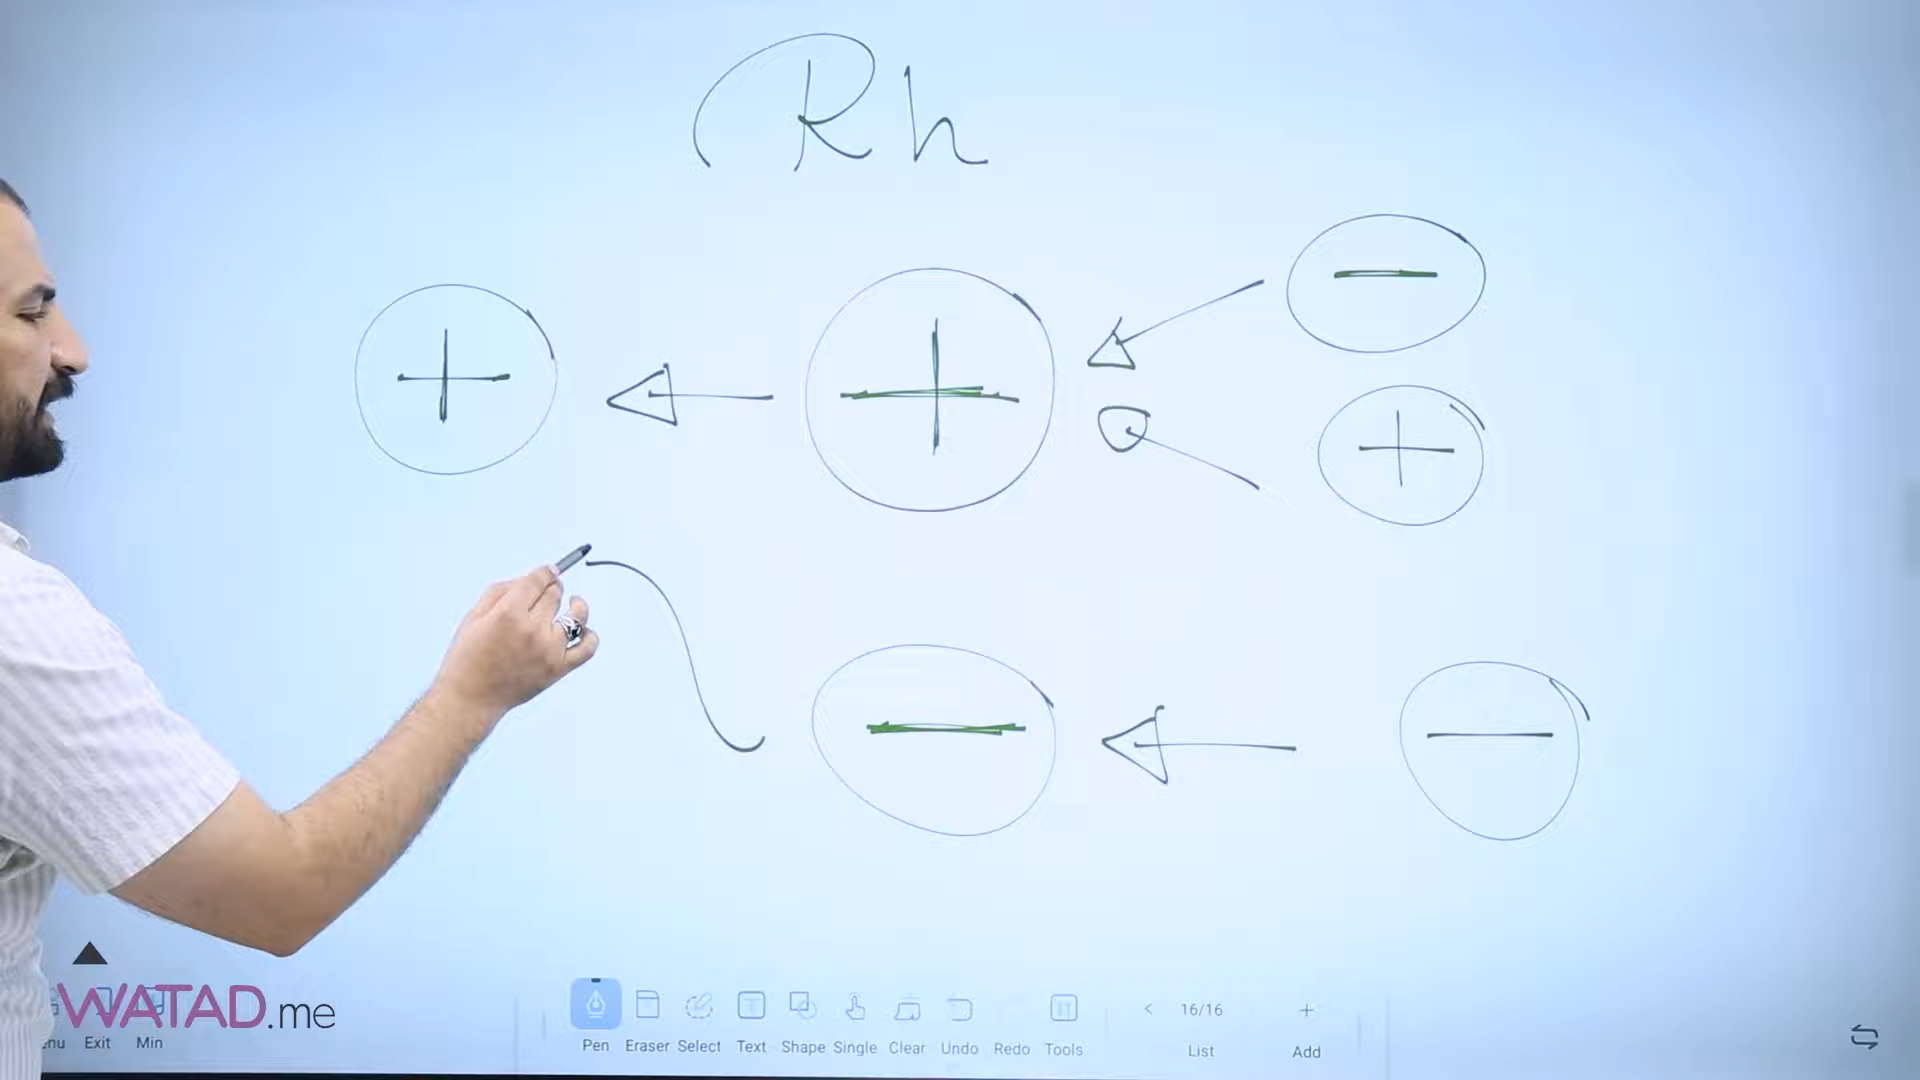 Rh
−
+
+
+
−
−
WATAD.me
enu
Exit
Min
Pen
Eraser
Select
Text
Shape
Single
Clear
Undo
Redo
Tools
<
16/16
+
List
Add